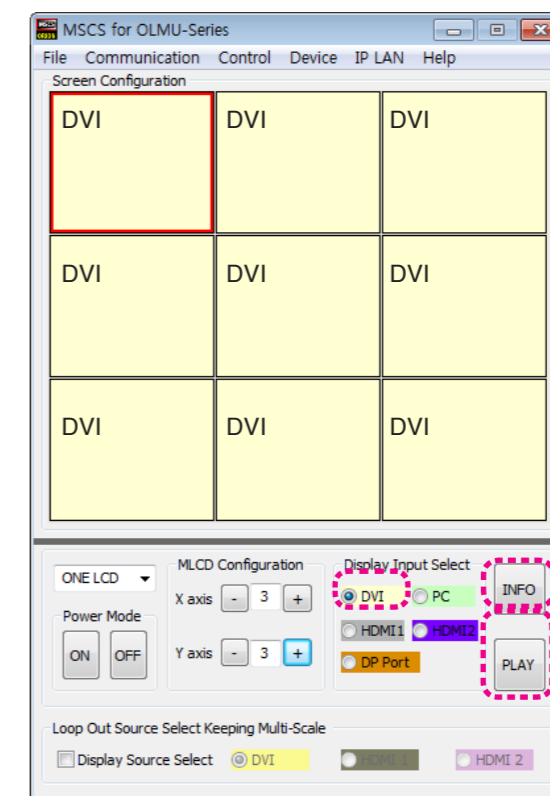 MSCS for OLMU-Series
File Communication Control Device IP LAN Help
Screen Configuration
DVI DVI DVI
DVI DVI DVI
DVI DVI DVI
ONE LCD
Power Mode
ON OFF
MLCD Configuration
X axis - 3 +
Y axis - 3 +
Display Input Select
DVI PC
HDMI1 HDMI2
DP Port
INFO
PLAY
Loop Out Source Select Keeping Multi-Scale
Display Source Select DVI HDMI 1 HDMI 2